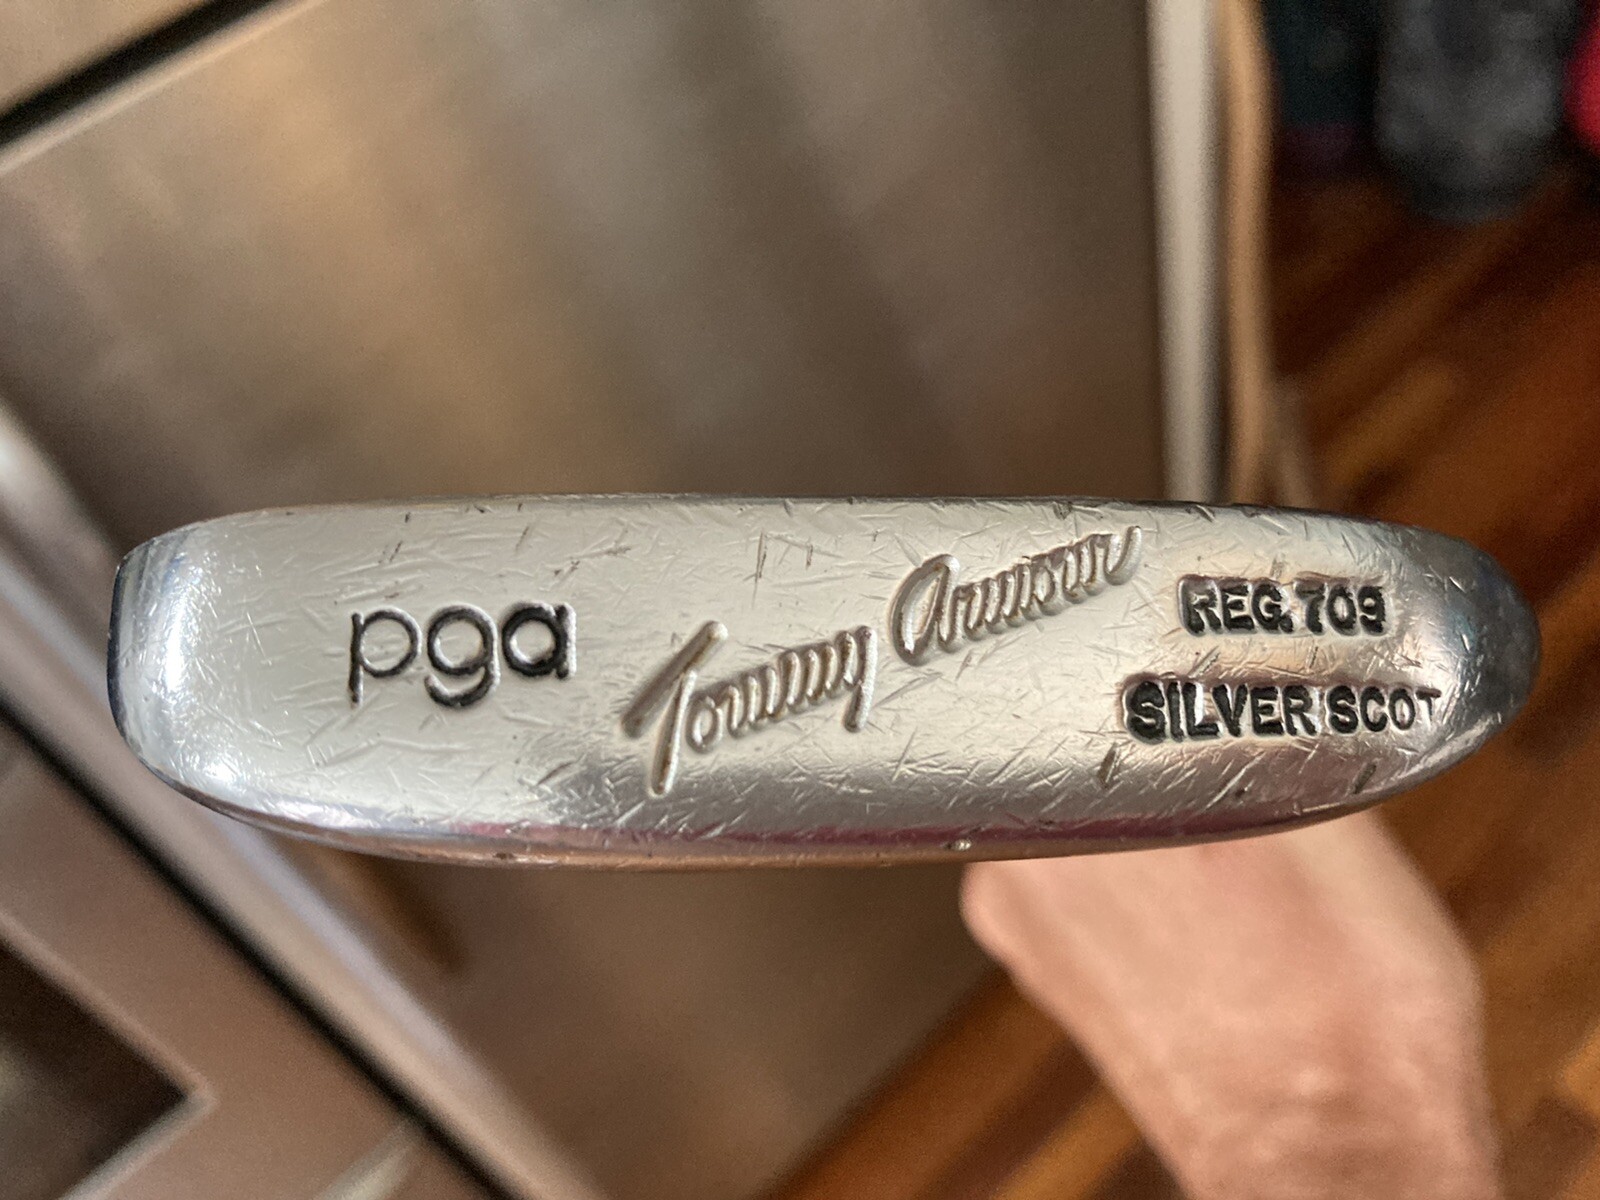 pga
Tommy Armour
REG. 709
SILVER SCOT